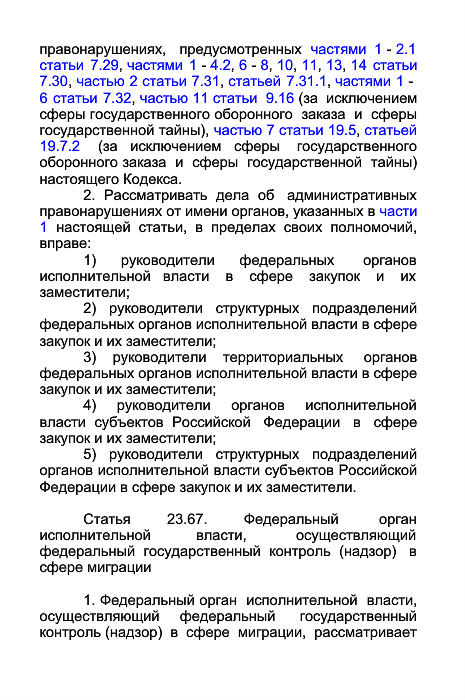 правонарушениях, предусмотренных частями 1 - 2.1
статьи 7.29, частями 1 - 4.2, 6 - 8, 10, 11, 13, 14 статьи
7.30, частью 2 статьи 7.31, статьей 7.31.1, частями 1 -
6 статьи 7.32, частью 11 статьи 9.16 (за исключением
сферы государственного оборонного заказа и сферы
государственной тайны), частью 7 статьи 19.5, статьей
19.7.2 (за исключением сферы государственного
оборонного заказа и сферы государственной тайны)
настоящего Кодекса.
2. Рассматривать дела об административных
правонарушениях от имени органов, указанных в части
1 настоящей статьи, в пределах своих полномочий,
вправе:
1) руководители федеральных органов
исполнительной власти в сфере закупок и их
заместители;
2) руководители структурных подразделений
федеральных органов исполнительной власти в сфере
закупок и их заместители;
3) руководители территориальных органов
федеральных органов исполнительной власти в сфере
закупок и их заместители;
4) руководители органов исполнительной
власти субъектов Российской Федерации в сфере
закупок и их заместители;
5) руководители структурных подразделений
органов исполнительной власти субъектов Российской
Федерации в сфере закупок и их заместители.
Статья 23.67. Федеральный орган
исполнительной власти, осуществляющий
федеральный государственный контроль (надзор) в
сфере миграции
1. Федеральный орган исполнительной власти,
осуществляющий федеральный государственный
контроль (надзор) в сфере миграции, рассматривает